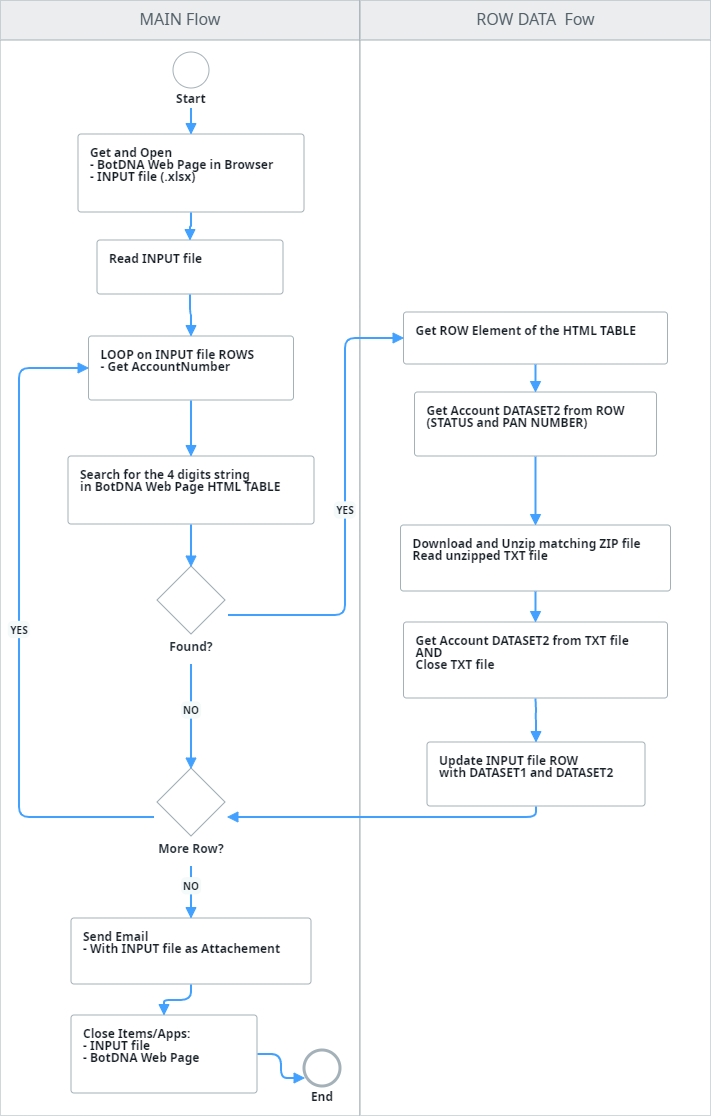 MAIN Flow
ROW DATA  Fow
Start
Get and Open
- BotDNA Web Page in Browser
- INPUT file (.xlsx)
Read INPUT file
LOOP on INPUT file ROWS
- Get AccountNumber
Search for the 4 digits string
in BotDNA Web Page HTML TABLE
Found?
YES
NO
YES
Get ROW Element of the HTML TABLE
Get Account DATASET2 from ROW
(STATUS and PAN NUMBER)
Download and Unzip matching ZIP file
Read unzipped TXT file
Get Account DATASET2 from TXT file
AND
Close TXT file
Update INPUT file ROW
with DATASET1 and DATASET2
More Row?
NO
Send Email
- With INPUT file as Attachement
Close Items/Apps:
- INPUT file
- BotDNA Web Page
End